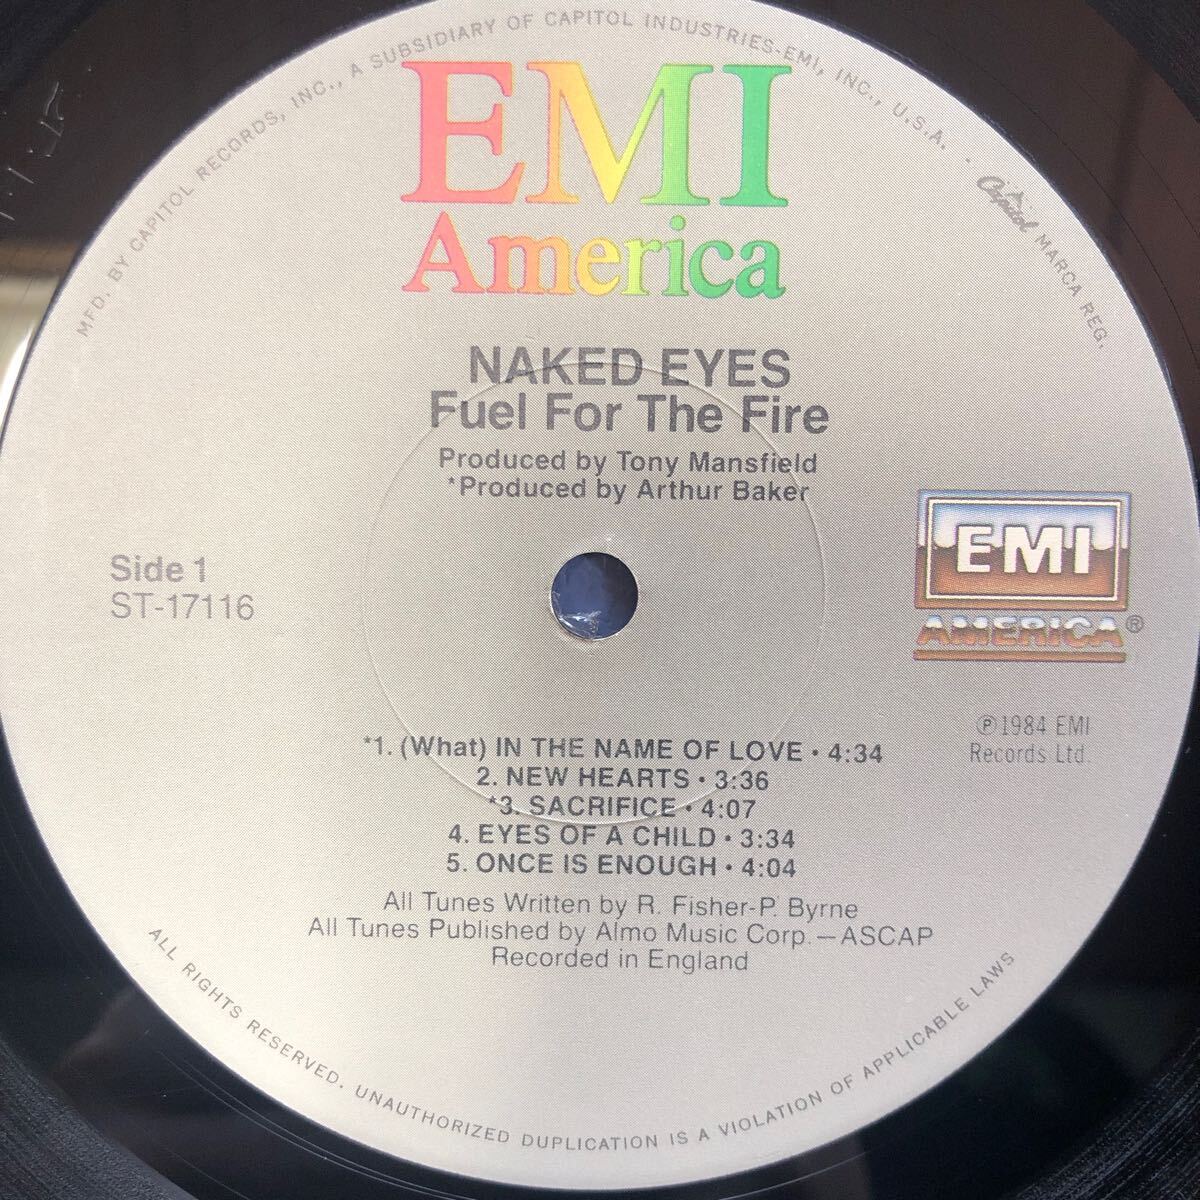 MFD. BY CAPITOL RECORDS, INC., A SUBSIDIARY OF CAPITOL INDUSTRIES-EMI, INC., U.S.A. · Capitol MARCA REG.
EMI
America
NAKED EYES
Fuel For The Fire
Produced by Tony Mansfield
*Produced by Arthur Baker
Side 1
ST-17116
EMI
AMERICA®
℗1984 EMI
Records Ltd.
*1. (What) IN THE NAME OF LOVE • 4:34
2. NEW HEARTS • 3:36
*3. SACRIFICE • 4:07
4. EYES OF A CHILD • 3:34
5. ONCE IS ENOUGH • 4:04
All Tunes Written by R. Fisher-P. Byrne
All Tunes Published by Almo Music Corp.—ASCAP
Recorded in England
ALL RIGHTS RESERVED. UNAUTHORIZED DUPLICATION IS A VIOLATION OF APPLICABLE LAWS